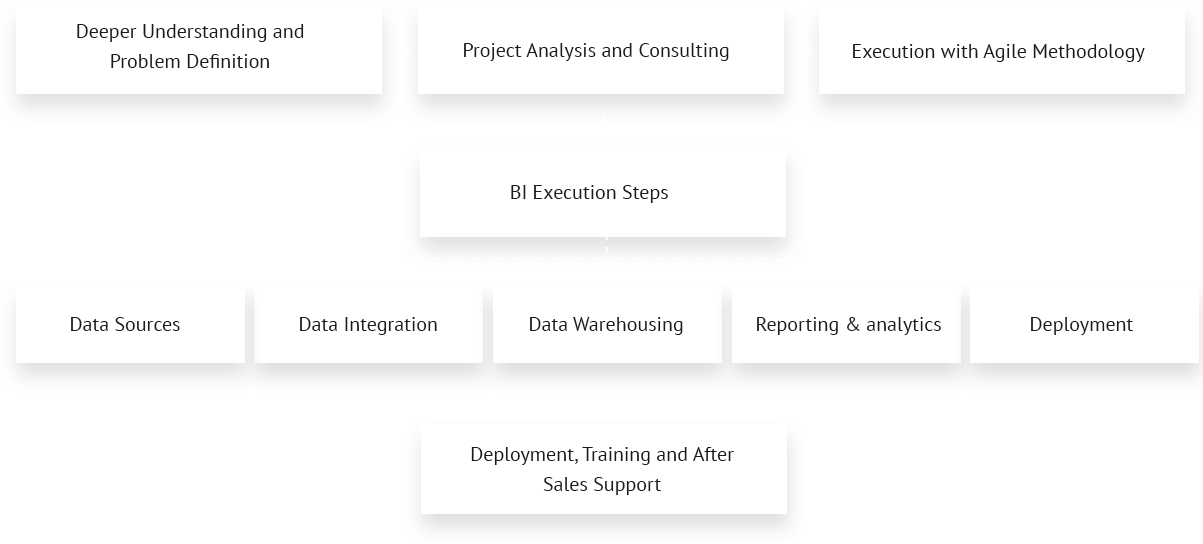 Deeper Understanding and
Problem Definition
Project Analysis and Consulting
Execution with Agile Methodology
BI Execution Steps
Data Sources
Data Integration
Data Warehousing
Reporting & analytics
Deployment
Deployment, Training and After
Sales Support